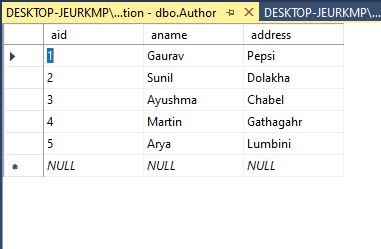 DESKTOP-JEURKMP\...tion - dbo.Author DESKTOP-JEURKMP\...
aid aname address
1 Gaurav Pepsi
2 Sunil Dolakha
3 Ayushma Chabel
4 Martin Gathagahr
5 Arya Lumbini
NULL NULL NULL